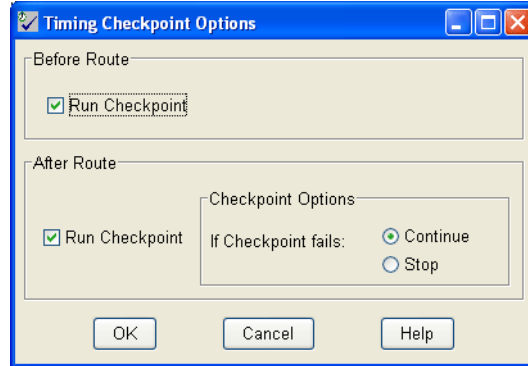 Timing Checkpoint Options
Before Route
Run Checkpoint
After Route
Checkpoint Options
Run Checkpoint
If Checkpoint fails:
Continue
Stop
OK
Cancel
Help